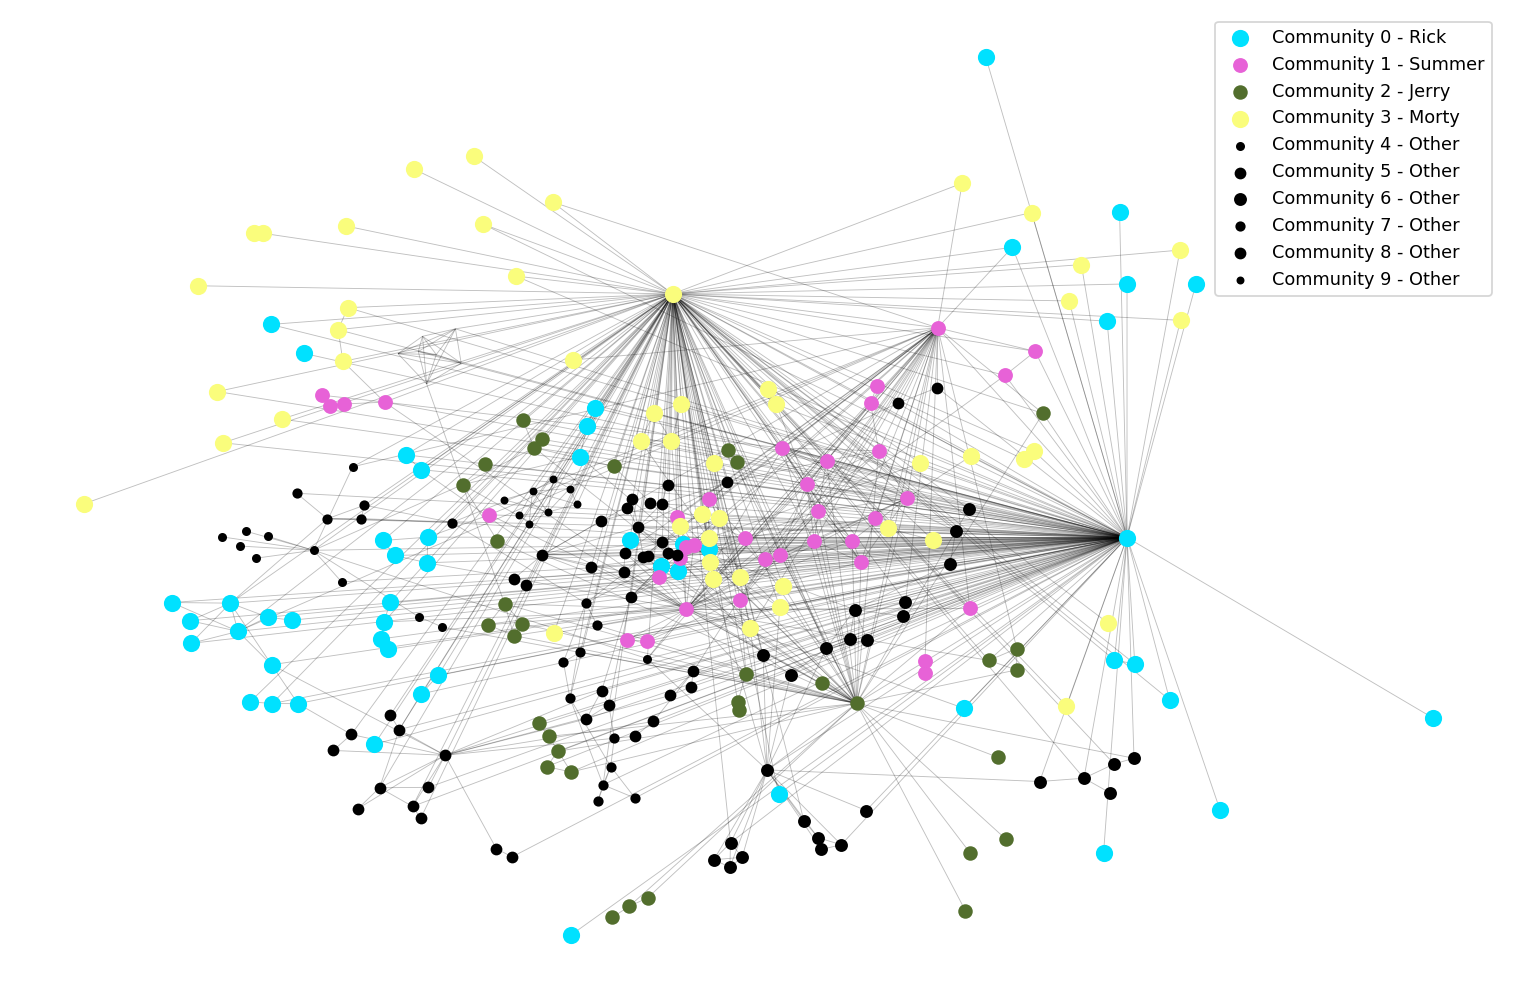 Community 0 - Rick
Community 1 - Summer
Community 2 - Jerry
Community 3 - Morty
Community 4 - Other
Community 5 - Other
Community 6 - Other
Community 7 - Other
Community 8 - Other
Community 9 - Other